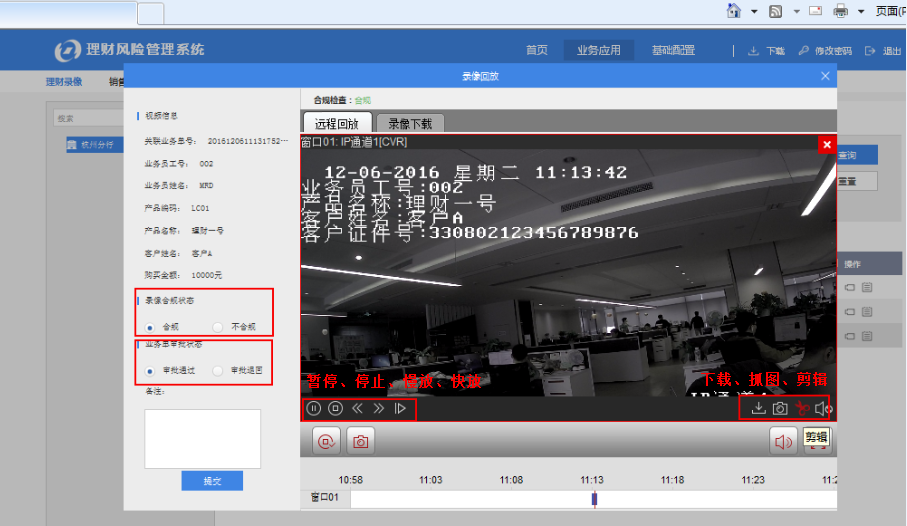 页面(P
理财风险管理系统
首页 业务应用 基础配置 下载 修改密码 退出
理财录像 销售
录像回放
搜索
杭州分行
视频信息
关联业务单号: 2016120611131752···
业务员工号: 002
业务员姓名: MRD
产品编码: LC01
产品名称: 理财一号
客户姓名: 客户A
购买金额: 10000元
录像合规状态
合规 不合规
业务单审批状态
审批通过 审批退回
备注:
提交
合规检查:合规
远程回放 录像下载
窗口01: IP通道1[CVR]
12-06-2016 星期二 11:13:42
业务员工号:002
产品名称:理财一号
客户姓名:客户A
客户证件号:330802123456789876
暂停、停止、慢放、快放
下载、抓图、剪辑
剪辑
10:58 11:03 11:08 11:13 11:18 11:23 11:2
窗口01
查询
重置
操作